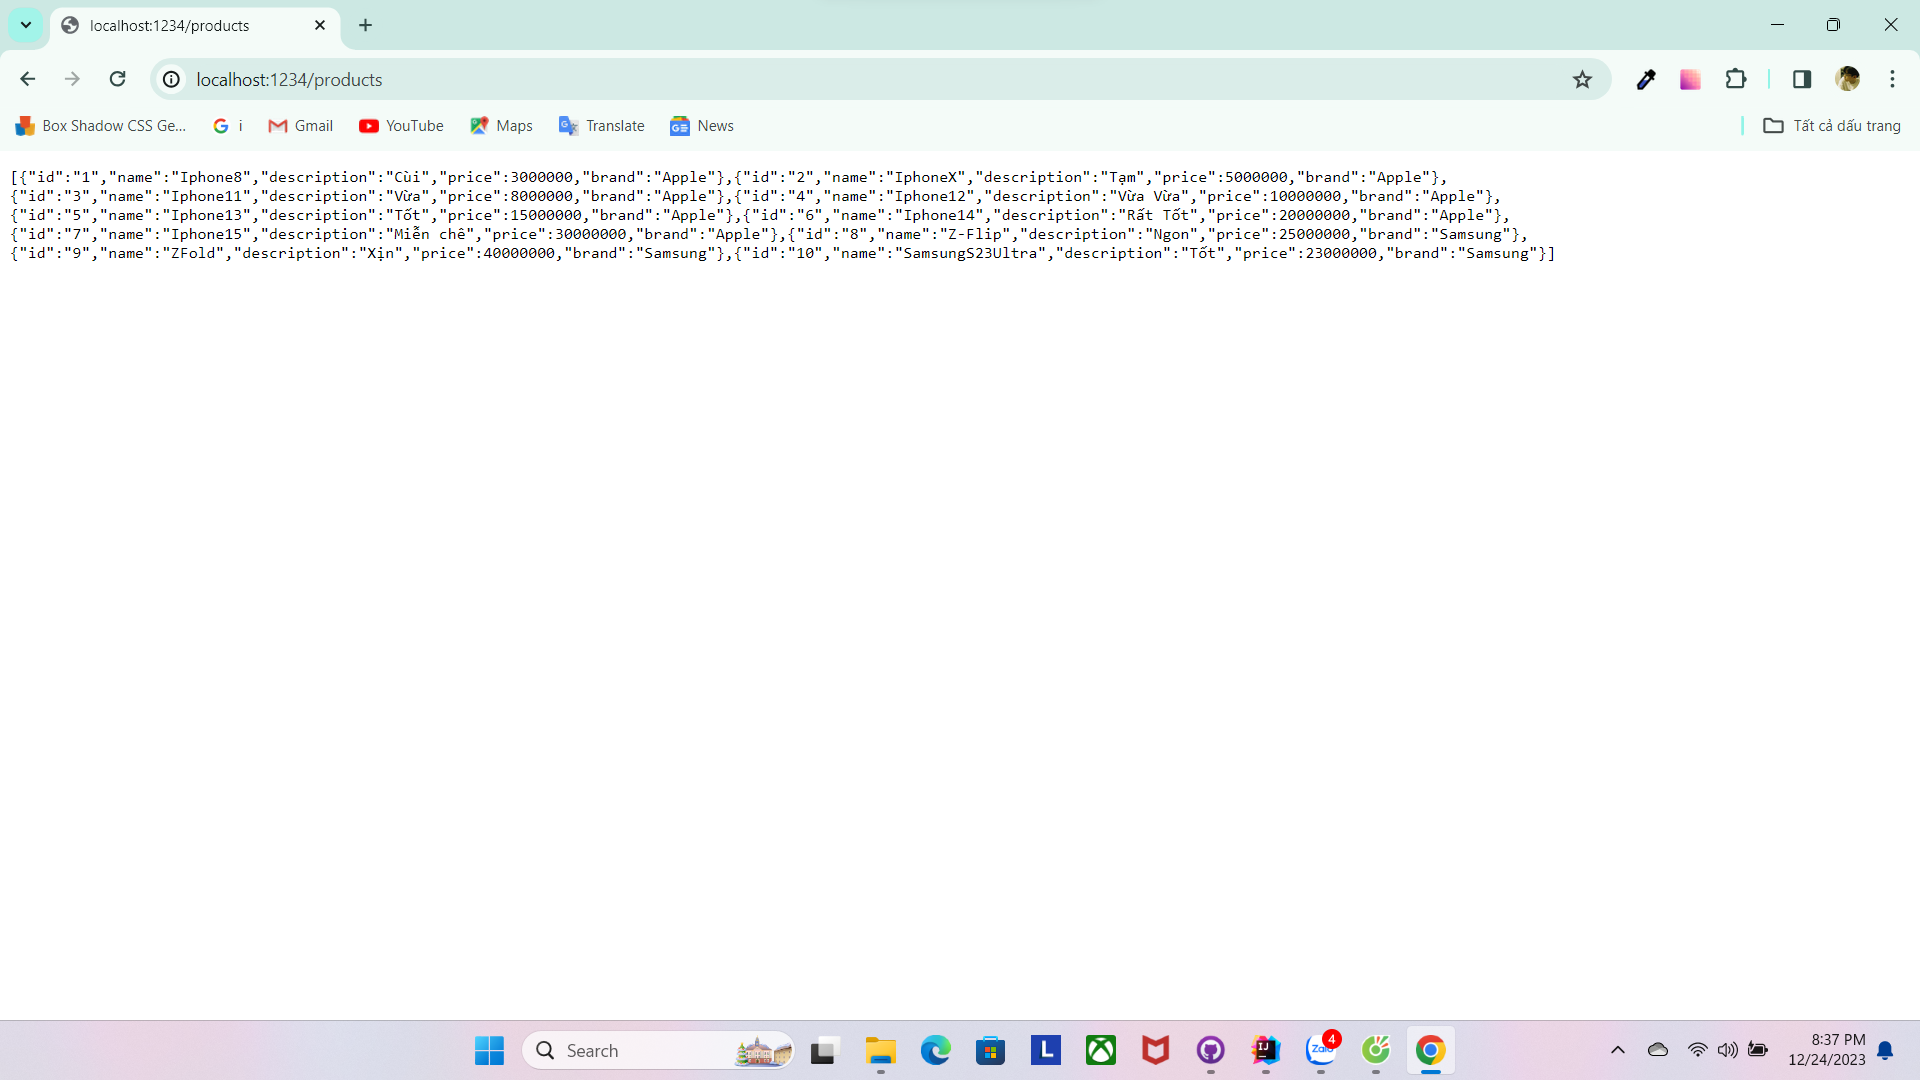 localhost:1234/products
localhost:1234/products
Box Shadow CSS Ge... i Gmail YouTube Maps Translate News Tất cả dấu trang
[{"id":"1","name":"Iphone8","description":"Cùi","price":3000000,"brand":"Apple"},{"id":"2","name":"IphoneX","description":"Tạm","price":5000000,"brand":"Apple"},
{"id":"3","name":"Iphone11","description":"Vừa","price":8000000,"brand":"Apple"},{"id":"4","name":"Iphone12","description":"Vừa Vừa","price":10000000,"brand":"Apple"},
{"id":"5","name":"Iphone13","description":"Tốt","price":15000000,"brand":"Apple"},{"id":"6","name":"Iphone14","description":"Rất Tốt","price":20000000,"brand":"Apple"},
{"id":"7","name":"Iphone15","description":"Miễn chê","price":30000000,"brand":"Apple"},{"id":"8","name":"Z-Flip","description":"Ngon","price":25000000,"brand":"Samsung"},
{"id":"9","name":"ZFold","description":"Xịn","price":40000000,"brand":"Samsung"},{"id":"10","name":"SamsungS23Ultra","description":"Tốt","price":23000000,"brand":"Samsung"}]
Search
L
IJ
Zalo
4
8:37 PM
12/24/2023